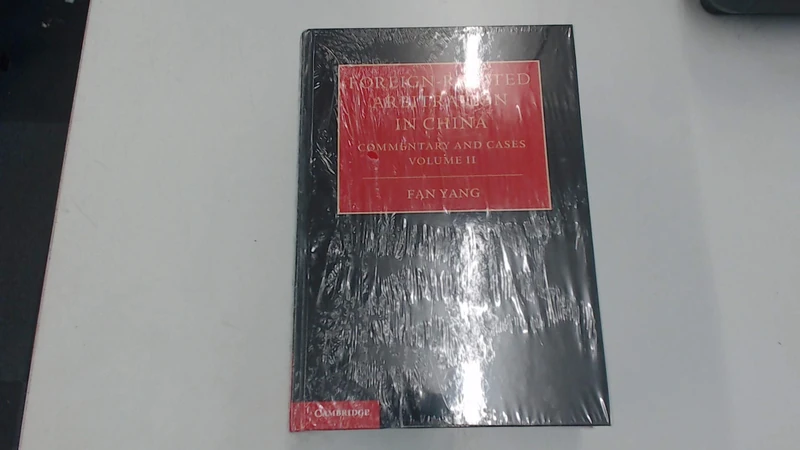 FOREIGN-RELATED
ARBITRATION
IN CHINA
COMMENTARY AND CASES
VOLUME II
FAN YANG
CAMBRIDGE